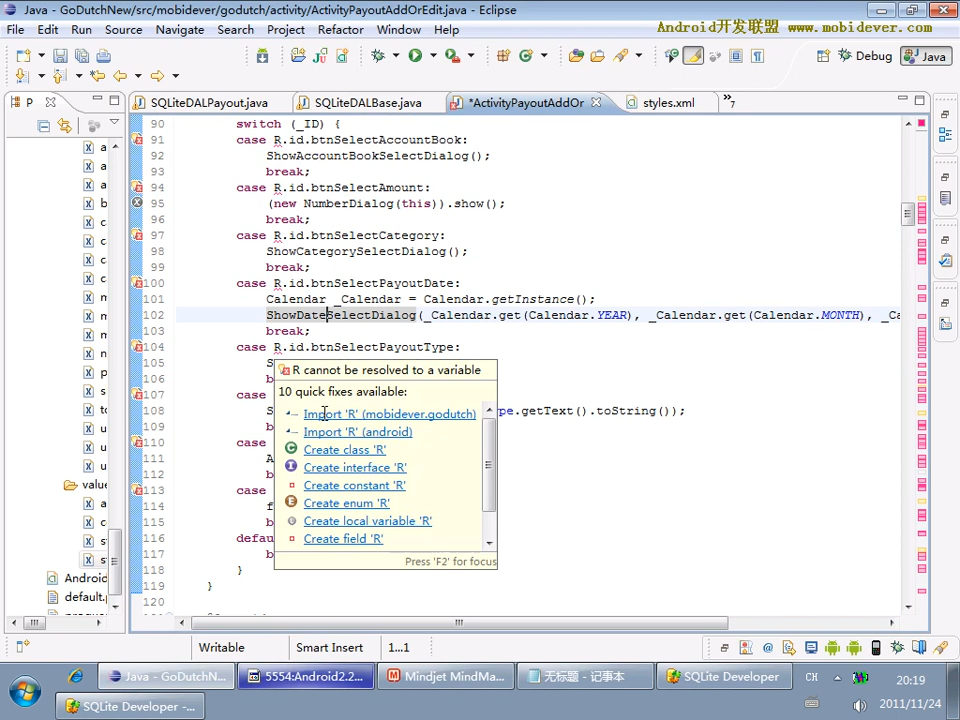 Java - GoDutchNew/src/mobidever/godutch/activity/ActivityPayoutAddOrEdit.java - Eclipse
File Edit Run Source Navigate Search Project Refactor Window Help
Android开发联盟 www.mobidever.com
Debug Java
P SQLiteDALPayout.java SQLiteDALBase.java *ActivityPayoutAddOr styles.xml »7
90 switch (_ID) {
91 case R.id.btnSelectAccountBook:
92 ShowAccountBookSelectDialog();
93 break;
94 case R.id.btnSelectAmount:
95 (new NumberDialog(this)).show();
96 break;
97 case R.id.btnSelectCategory:
98 ShowCategorySelectDialog();
99 break;
100 case R.id.btnSelectPayoutDate:
101 Calendar _Calendar = Calendar.getInstance();
102 ShowDateSelectDialog(_Calendar.get(Calendar.YEAR), _Calendar.get(Calendar.MONTH), _Ca
103 break;
104 case R.id.btnSelectPayoutType:
105 S
R cannot be resolved to a variable
106 b
10 quick fixes available:
107 case
108 S
Import 'R' (mobidever.godutch)
pe.getText().toString());
109 b
Import 'R' (android)
110 case
Create class 'R'
111 A
Create interface 'R'
112 b
Create constant 'R'
113 case
Create enum 'R'
114 f
Create local variable 'R'
115 b
116 defau
Create field 'R'
117 b
Press 'F2' for focus
118 }
119 }
120
a
a
a
b
c
c
c
c
m
m
m
n
p
s
t
u
u
u
value
a
c
s
s
Android
default.p
Writable Smart Insert 1...1
Java - GoDutchN... 5554:Android2.2... Mindjet MindMa... 无标题 - 记事本 SQLite Developer CH 20:19
SQLite Developer -... 2011/11/24